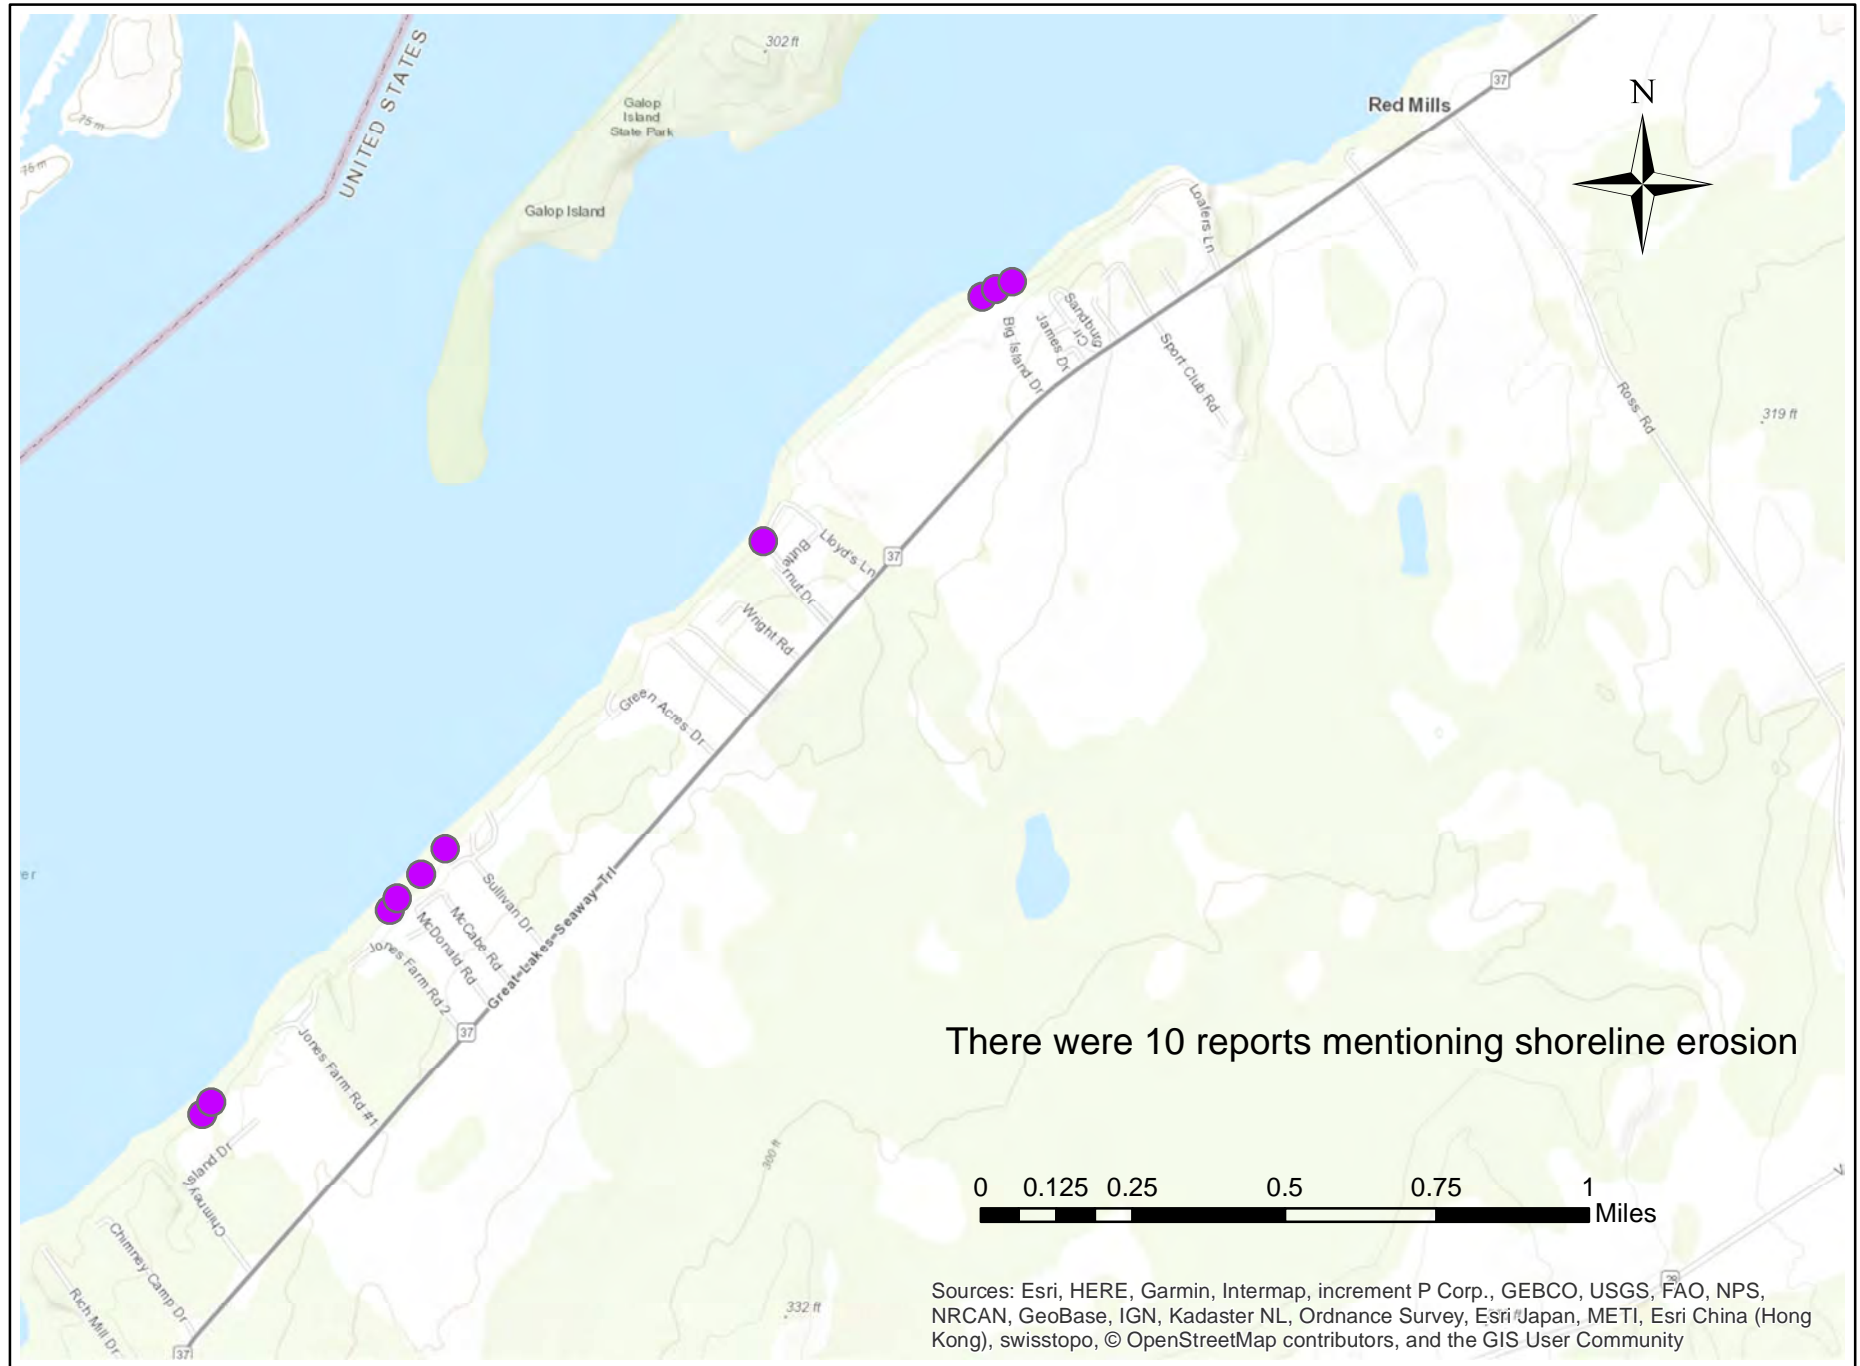 302 ft
UNITED STATES
Galop
Island
State Park
37
Red Mills
N
75 m
Galop Island
Loafers Ln
Sandburg
Cir
James Dr
Big Island Dr
Sport Club Rd
Ross Rd
319 ft
Lloyd's Ln
37
Butte
rnut Dr
Wright Rd
Green Acres Dr
er
Sullivan Dr
McCabe Rd
McDonald Rd
Great-Lakes-Seaway-Trl
Jones Farm Rd 2
37
Jones Farm Rd #1
There were 10 reports mentioning shoreline erosion
300 ft
Island Dr
Chimney
0 0.125 0.25 0.5 0.75 1
Miles
Chimney Camp Dr
Rich Mill Dr
332 ft
37
Sources: Esri, HERE, Garmin, Intermap, increment P Corp., GEBCO, USGS, FAO, NPS,
NRCAN, GeoBase, IGN, Kadaster NL, Ordnance Survey, Esri Japan, METI, Esri China (Hong
Kong), swisstopo, © OpenStreetMap contributors, and the GIS User Community